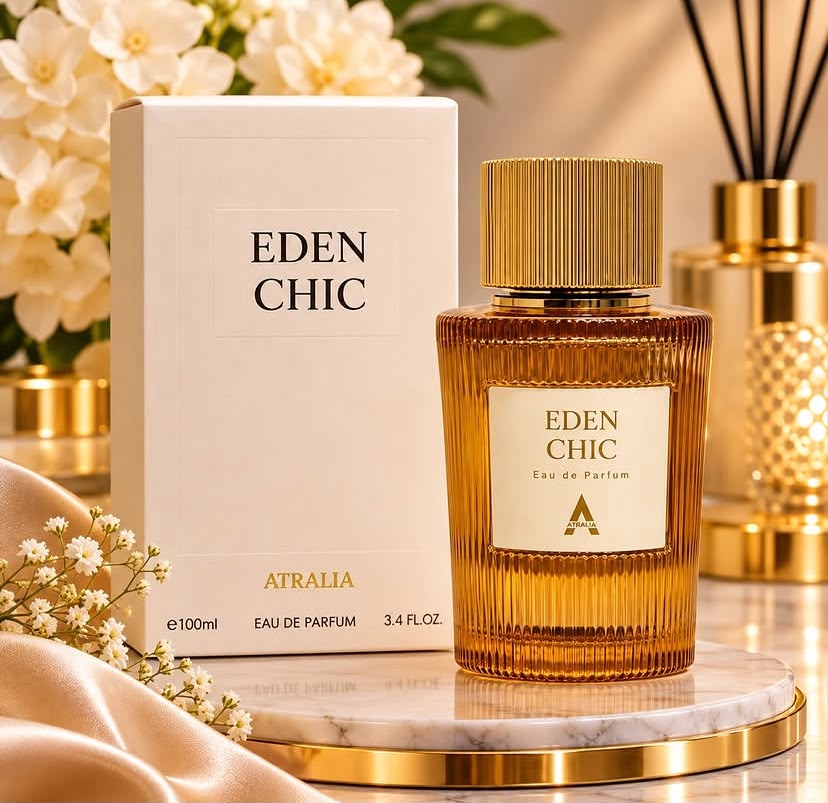 EDEN
CHIC
ATRALIA
e100ml EAU DE PARFUM 3.4 FL.OZ.
EDEN
CHIC
Eau de Parfum
ATRALIA